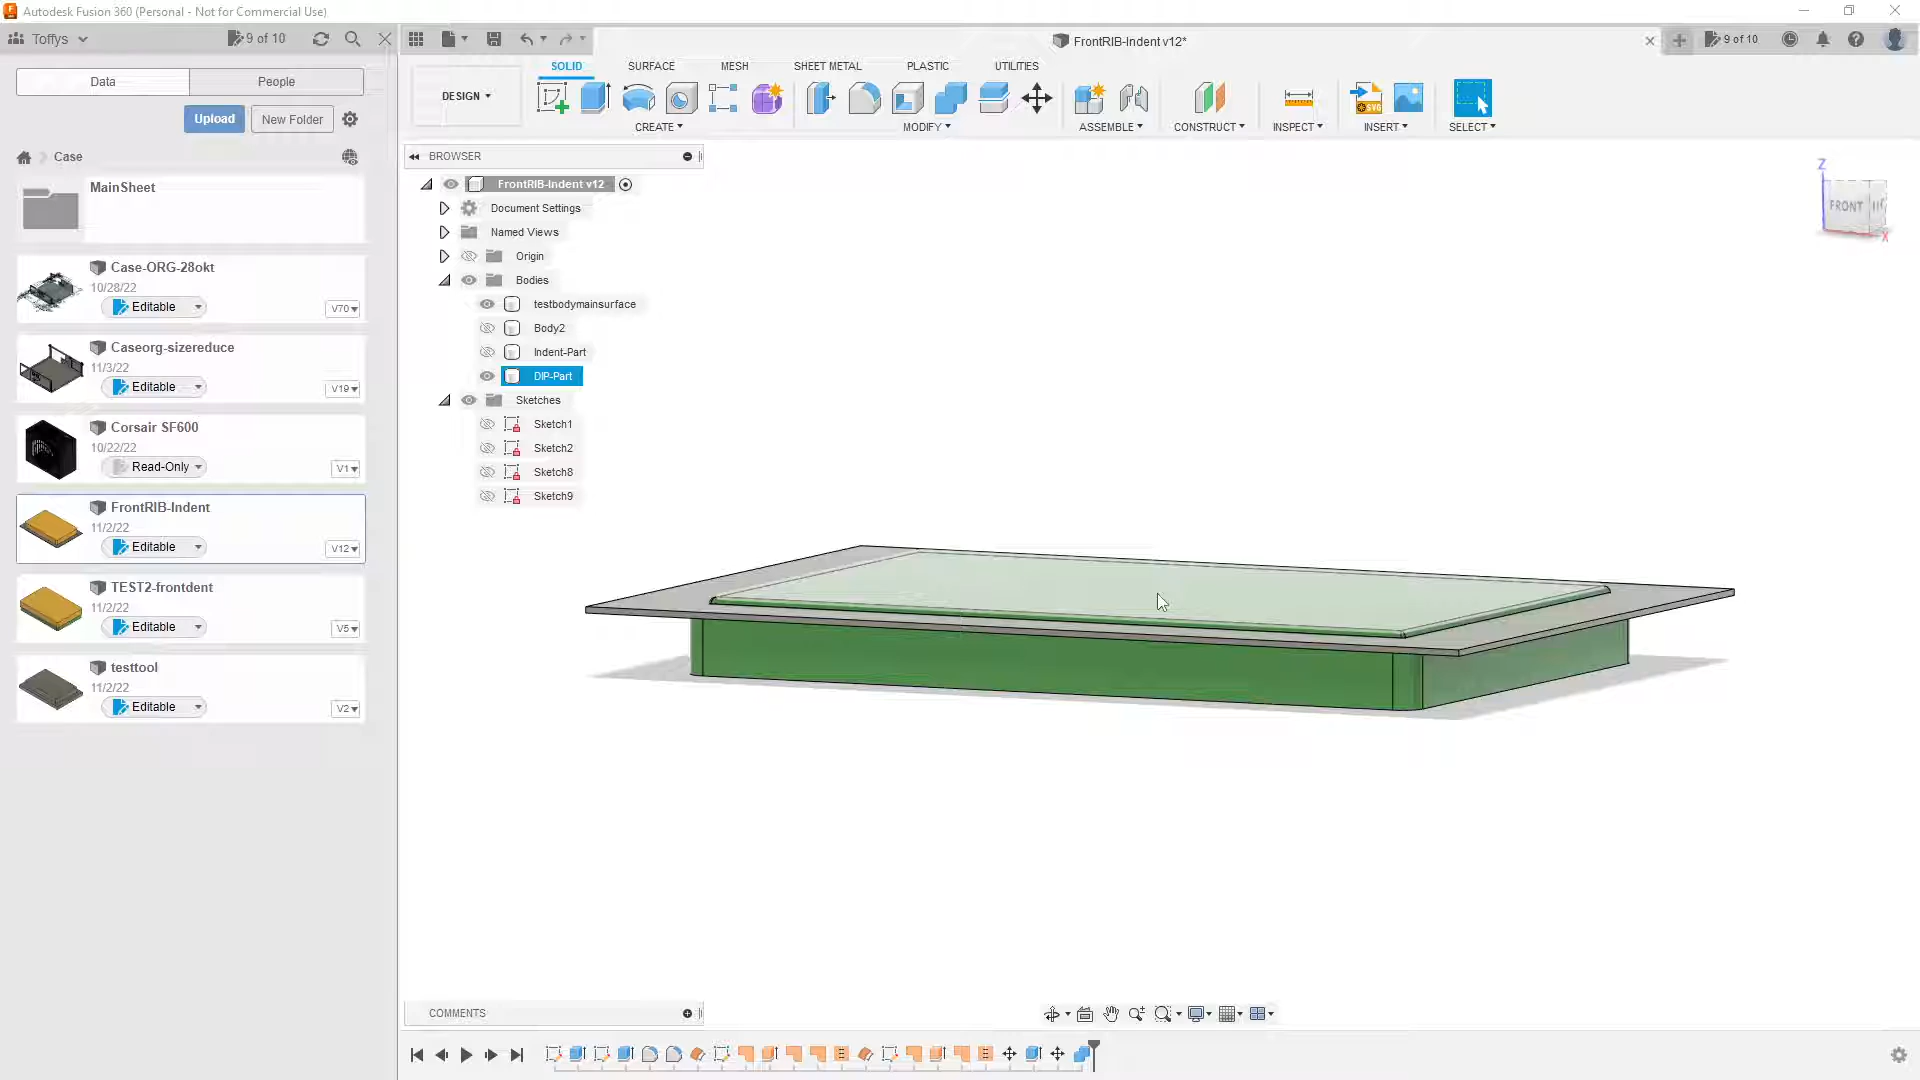 Autodesk Fusion 360 (Personal - Not for Commercial Use)
Toffys
9 of 10
FrontRIB-Indent v12*
9 of 10
Data
People
Upload
New Folder
Case
MainSheet
Case-ORG-28okt
10/28/22
Editable
V70
Caseorg-sizereduce
11/3/22
Editable
V19
Corsair SF600
10/22/22
Read-Only
V1
FrontRIB-Indent
11/2/22
Editable
V12
TEST2-frontdent
11/2/22
Editable
V5
testtool
11/2/22
Editable
V2
DESIGN
SOLID
SURFACE
MESH
SHEET METAL
PLASTIC
UTILITIES
CREATE
MODIFY
ASSEMBLE
CONSTRUCT
INSPECT
INSERT
SELECT
SVG
BROWSER
FrontRIB-Indent v12
Document Settings
Named Views
Origin
Bodies
testbodymainsurface
Body2
Indent-Part
DIP-Part
Sketches
Sketch1
Sketch2
Sketch8
Sketch9
Z
FRONT
X
COMMENTS